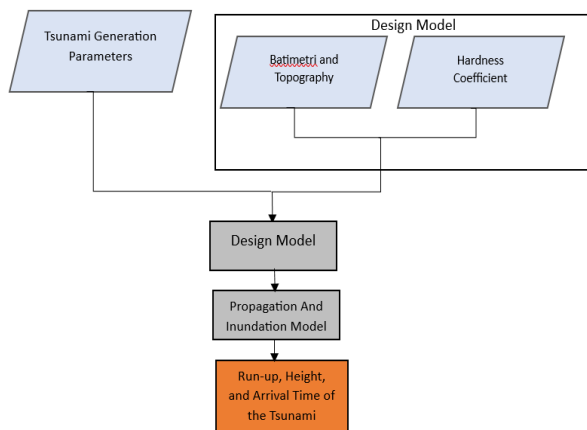 Design Model
Tsunami Generation
Parameters
Batimetri and
Topography
Hardness
Coefficient
Design Model
Propagation And
Inundation Model
Run-up, Height,
and Arrival Time of
the Tsunami